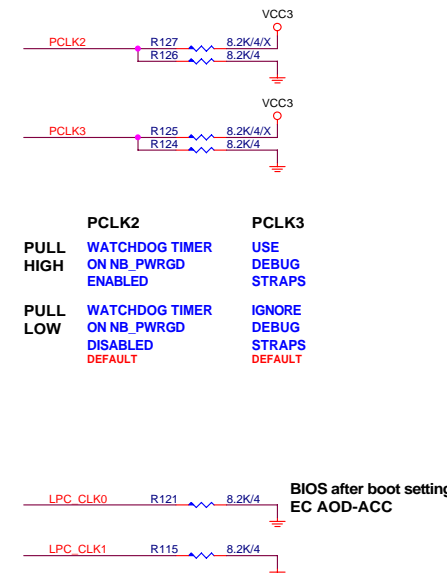 VCC3
PCLK2 R127 8.2K/4/X
R126 8.2K/4
VCC3
PCLK3 R125 8.2K/4/X
R124 8.2K/4
PCLK2 PCLK3
PULL WATCHDOG TIMER USE
HIGH ON NB_PWRGD DEBUG
ENABLED STRAPS
PULL WATCHDOG TIMER IGNORE
LOW ON NB_PWRGD DEBUG
DISABLED STRAPS
DEFAULT DEFAULT
BIOS after boot setting
LPC_CLK0 R121 8.2K/4 EC AOD-ACC
LPC_CLK1 R115 8.2K/4